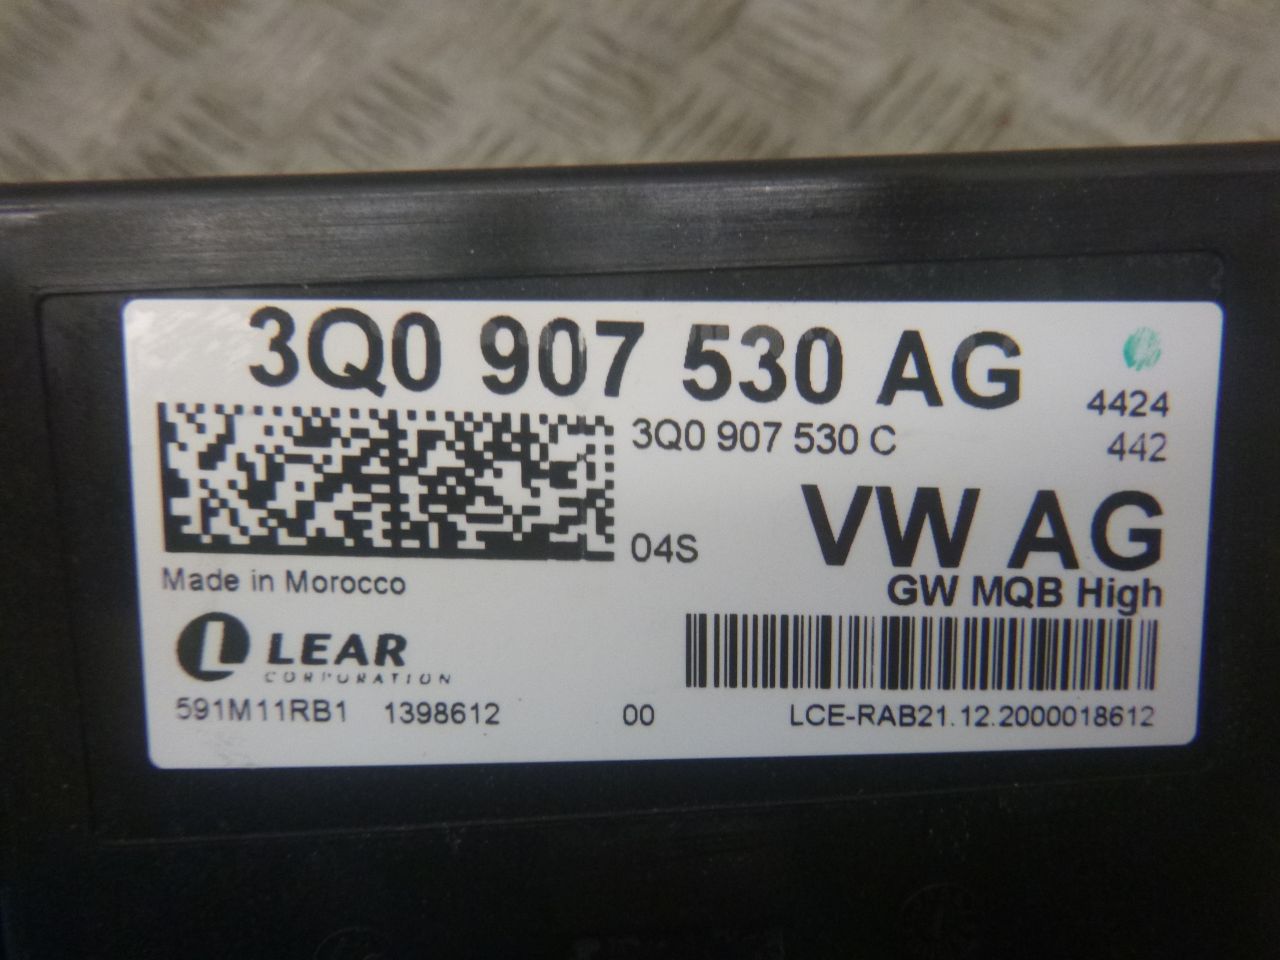 3Q0 907 530 AG
4424
3Q0 907 530 C
442
04S
VW AG
GW MQB High
Made in Morocco
LEAR
CORPORATION
591M11RB1 1398612 00 LCE-RAB21.12.2000018612